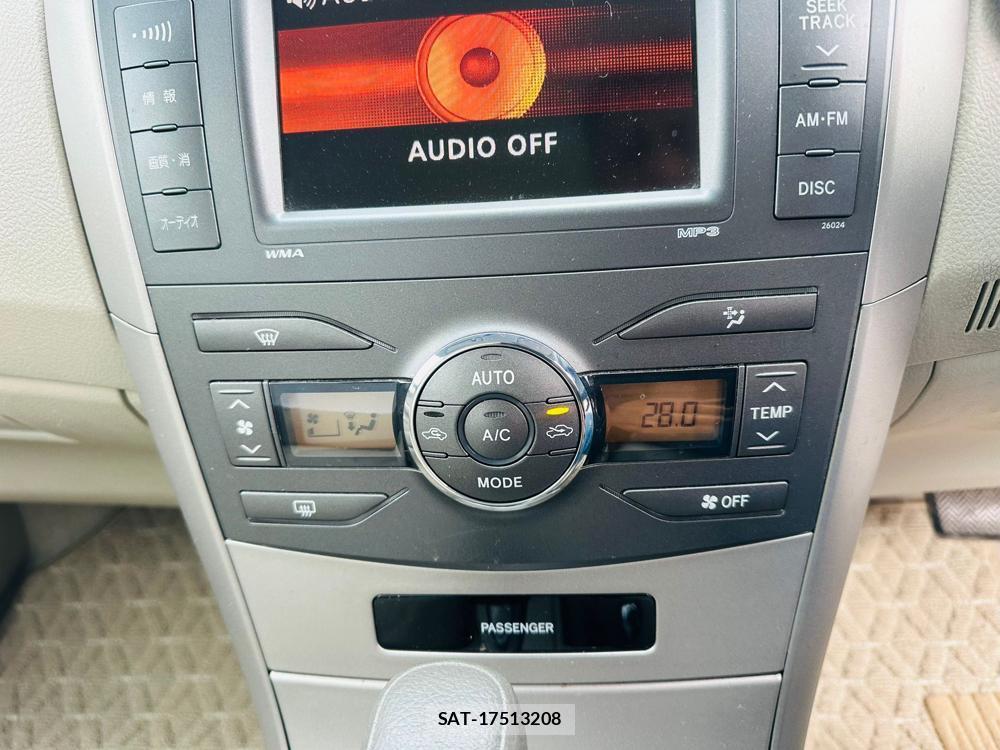 SEEK
TRACK
情報
AM·FM
画質・消
AUDIO OFF
DISC
オーディオ
26024
WMA
MP3
AUTO
28.0
TEMP
A/C
MODE
OFF
PASSENGER
SAT-17513208